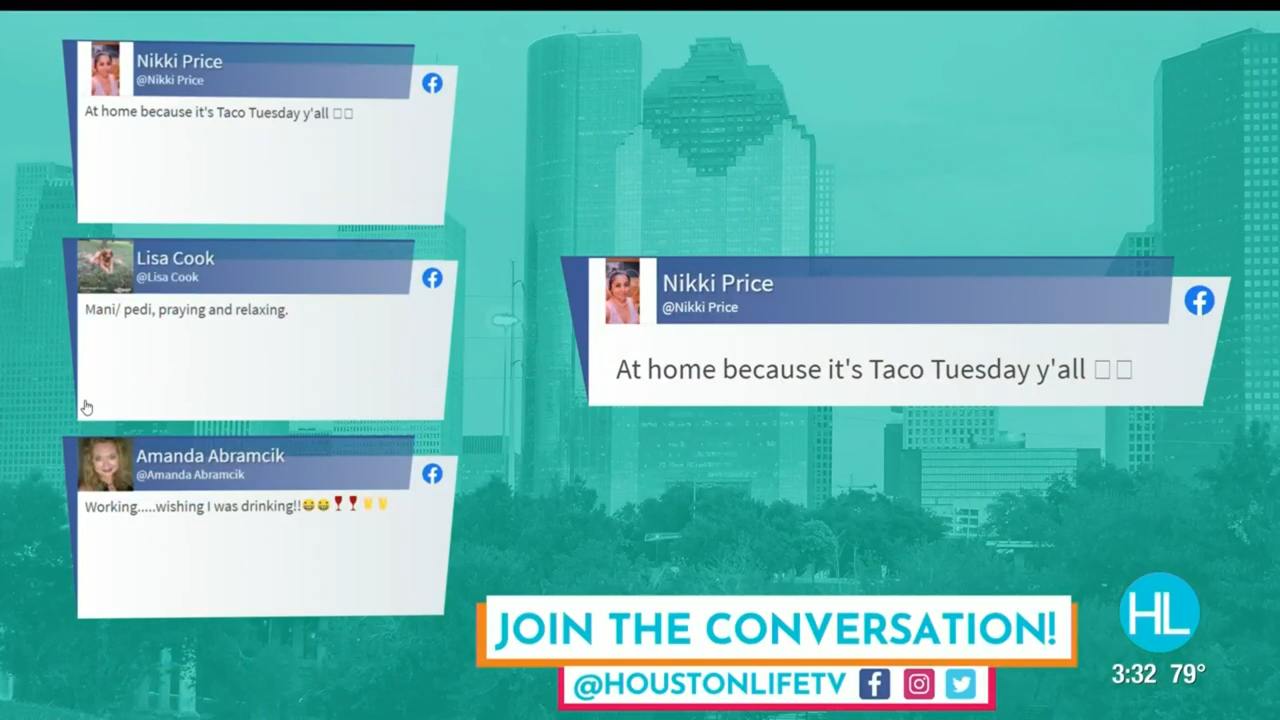 Nikki Price
@Nikki Price
At home because it's Taco Tuesday y'all □□
Lisa Cook
@Lisa Cook
Mani/ pedi, praying and relaxing.
Amanda Abramcik
@Amanda Abramcik
Working.....wishing I was drinking!!😂😂🍷🍷🍻🍻
Nikki Price
@Nikki Price
At home because it's Taco Tuesday y'all □□
JOIN THE CONVERSATION!
@HOUSTONLIFETV
HL
3:32 79°